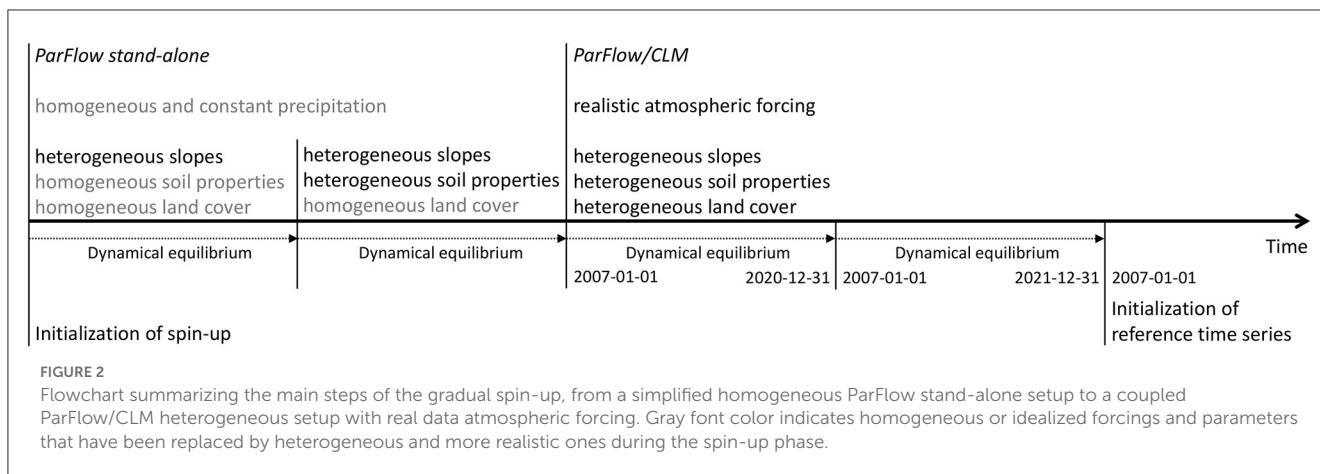 ParFlow stand-alone
ParFlow/CLM
homogeneous and constant precipitation
realistic atmospheric forcing
heterogeneous slopes
homogeneous soil properties
homogeneous land cover
heterogeneous slopes
heterogeneous soil properties
homogeneous land cover
heterogeneous slopes
heterogeneous soil properties
heterogeneous land cover
Time
Dynamical equilibrium
Dynamical equilibrium
Dynamical equilibrium
2007-01-01 2020-12-31
Dynamical equilibrium
2007-01-01 2021-12-31
2007-01-01
Initialization of
reference time series
Initialization of spin-up
FIGURE 2
Flowchart summarizing the main steps of the gradual spin-up, from a simplified homogeneous ParFlow stand-alone setup to a coupled
ParFlow/CLM heterogeneous setup with real data atmospheric forcing. Gray font color indicates homogeneous or idealized forcings and parameters
that have been replaced by heterogeneous and more realistic ones during the spin-up phase.